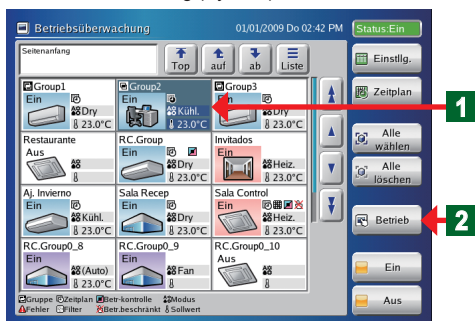 Betriebsüberwachung 01/01/2009 Do 02:42 PM Status:Ein
Seitenanfang
Top auf ab Liste
Einstllg.
Group1 Group2 Group3
Ein Ein Ein
Dry Kühl. Dry
23.0°C 23.0°C 23.0°C
Zeitplan
1
Restaurante RC.Group Invitados
Aus Ein Ein
Dry Heiz.
23.0°C 23.0°C
Alle
wählen
Alle
löschen
Aj. Invierno Sala Recep Sala Control
Ein Ein Ein
Kühl. Dry Heiz.
23.0°C 23.0°C 23.0°C
Betrieb
2
RC.Group0_8 RC.Group0_9 RC.Group0_10
Ein Ein Aus
(Auto) Fan
23.0°C 23.0°C
Ein
Gruppe Zeitplan Betr-kontrolle Modus
Fehler Filter Betr.beschränkt Sollwert
Aus